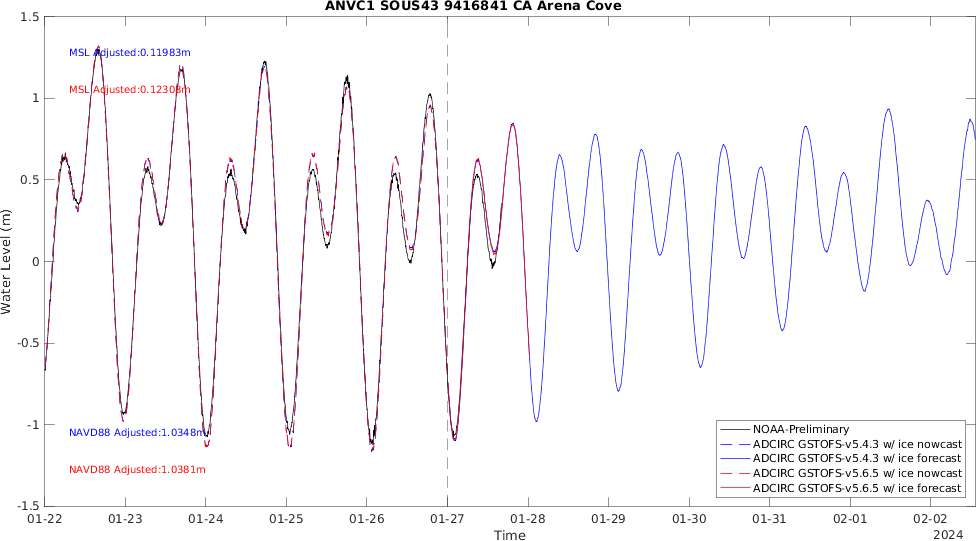 ANVC1 SOUS43 9416841 CA Arena Cove
1.5
MSL Adjusted:0.11983m
1
MSL Adjusted:0.12308m
0.5
0
Water Level (m)
-0.5
-1
NAVD88 Adjusted:1.0348m
NAVD88 Adjusted:1.0381m
-1.5
NOAA-Preliminary
ADCIRC GSTOFS-v5.4.3 w/ ice nowcast
ADCIRC GSTOFS-v5.4.3 w/ ice forecast
ADCIRC GSTOFS-v5.6.5 w/ ice nowcast
ADCIRC GSTOFS-v5.6.5 w/ ice forecast
01-22 01-23 01-24 01-25 01-26 01-27 01-28 01-29 01-30 01-31 02-01 02-02
Time
2024